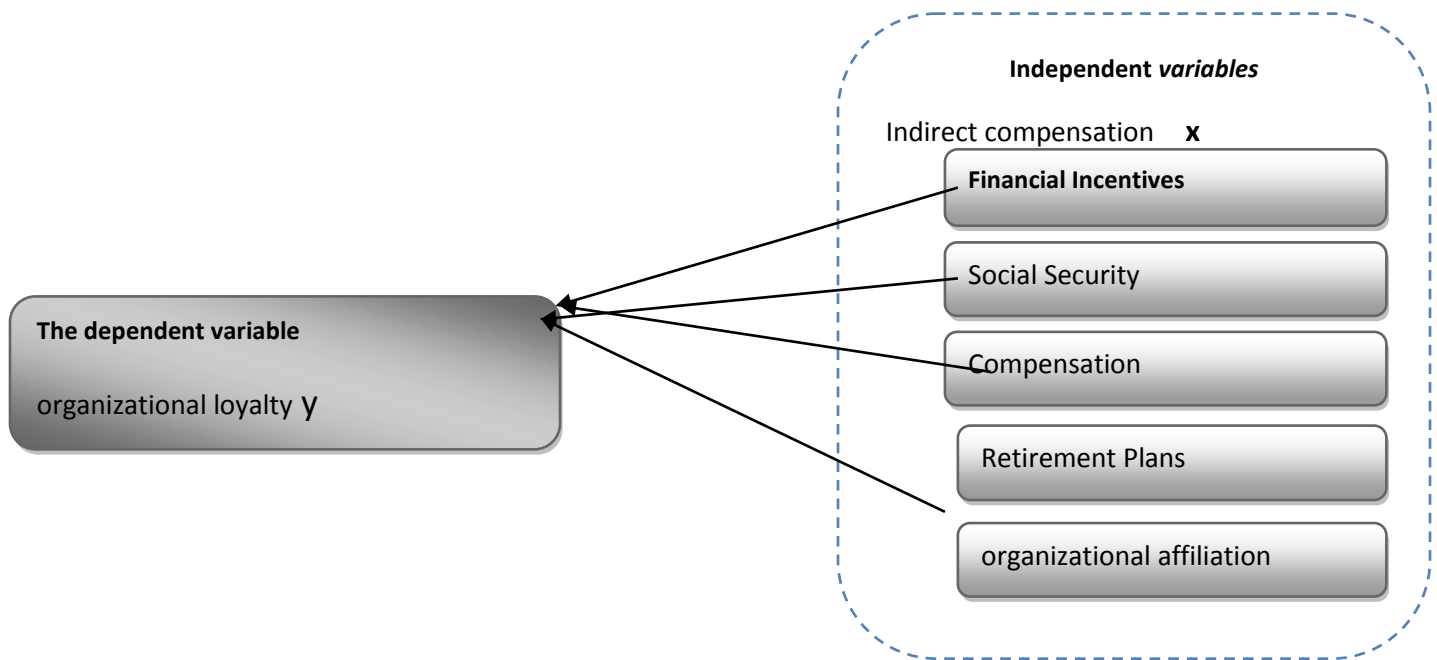 Independent variables
Indirect compensation x
Financial Incentives
Social Security
Compensation
Retirement Plans
organizational affiliation
The dependent variable
organizational loyalty y